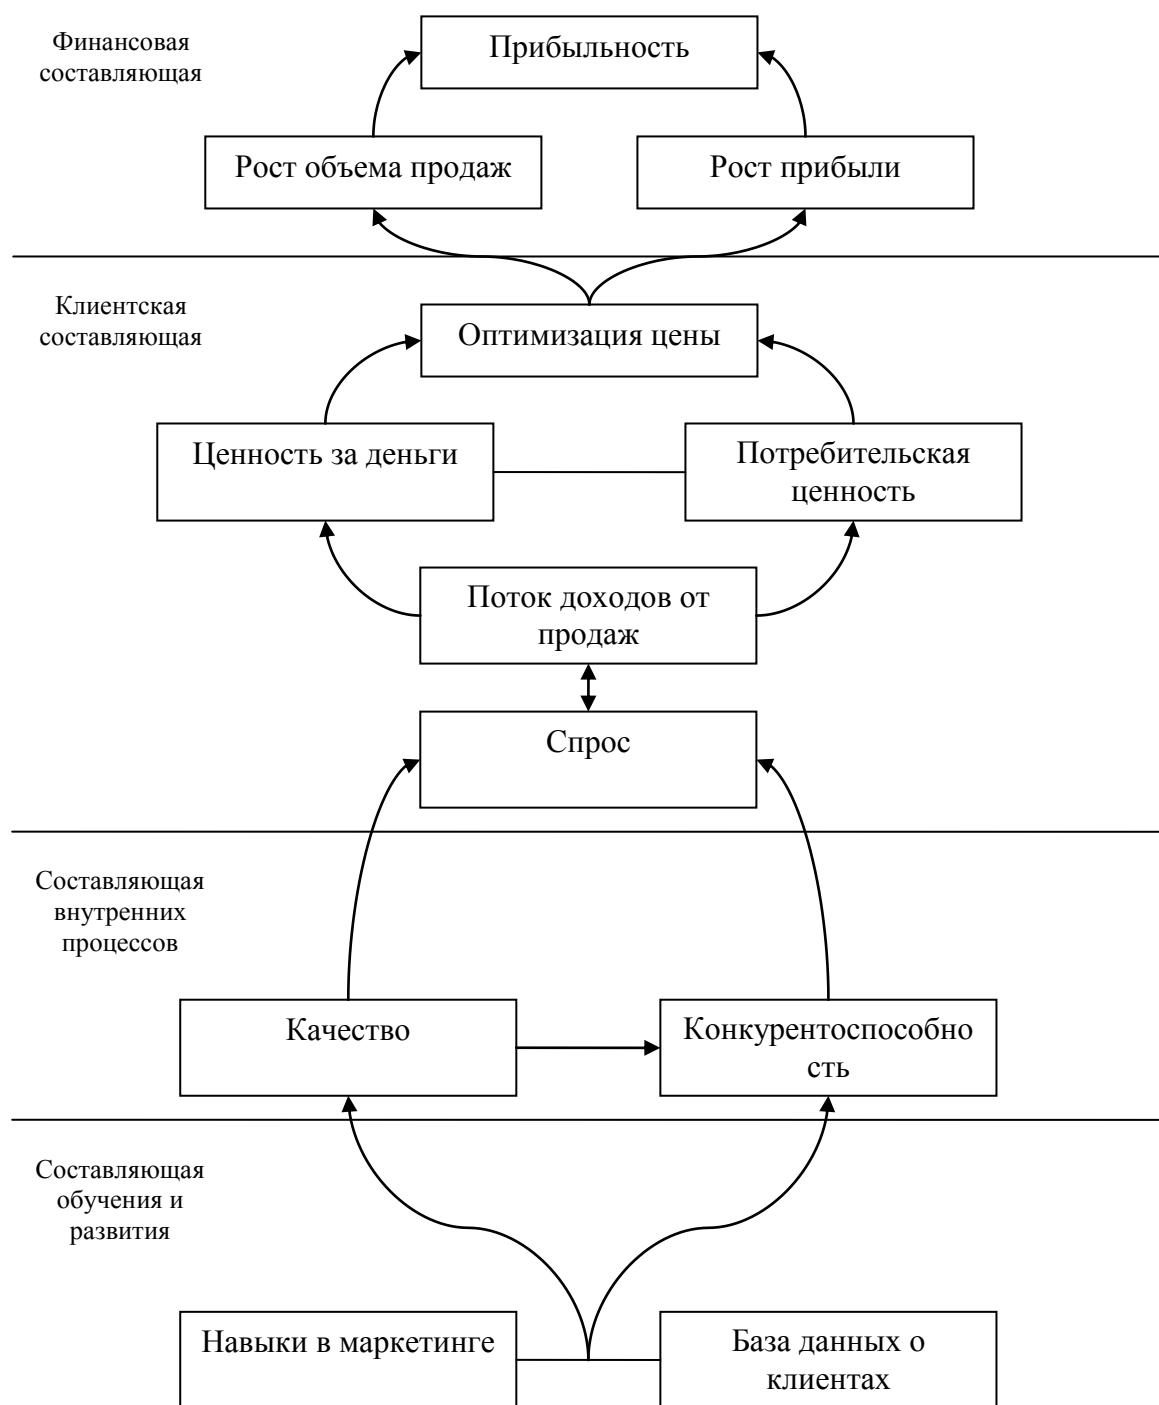 Финансовая
составляющая
Прибыльность
Рост объема продаж
Рост прибыли
Клиентская
составляющая
Оптимизация цены
Ценность за деньги
Потребительская
ценность
Поток доходов от
продаж
Спрос
Составляющая
внутренних
процессов
Качество
Конкурентоспособно
сть
Составляющая
обучения и
развития
Навыки в маркетинге
База данных о
клиентах